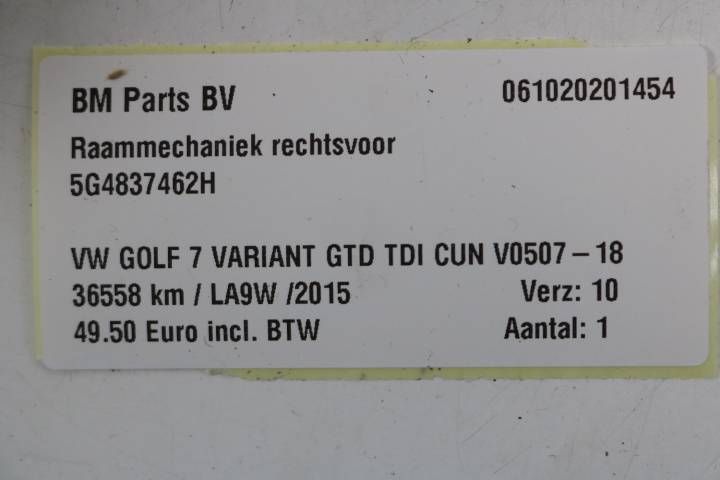 BM Parts BV 061020201454
Raammechaniek rechtsvoor
5G4837462H
VW GOLF 7 VARIANT GTD TDI CUN V0507 – 18
36558 km / LA9W /2015 Verz: 10
49.50 Euro incl. BTW Aantal: 1